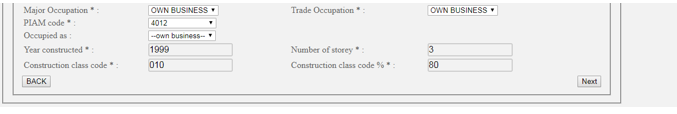 Major Occupation * : OWN BUSINESS Trade Occupation * : OWN BUSINESS
PIAM code * : 4012
Occupied as : --own business--
Year constructed * : 1999 Number of storey * : 3
Construction class code * : 010 Construction class code % * : 80
BACK Next